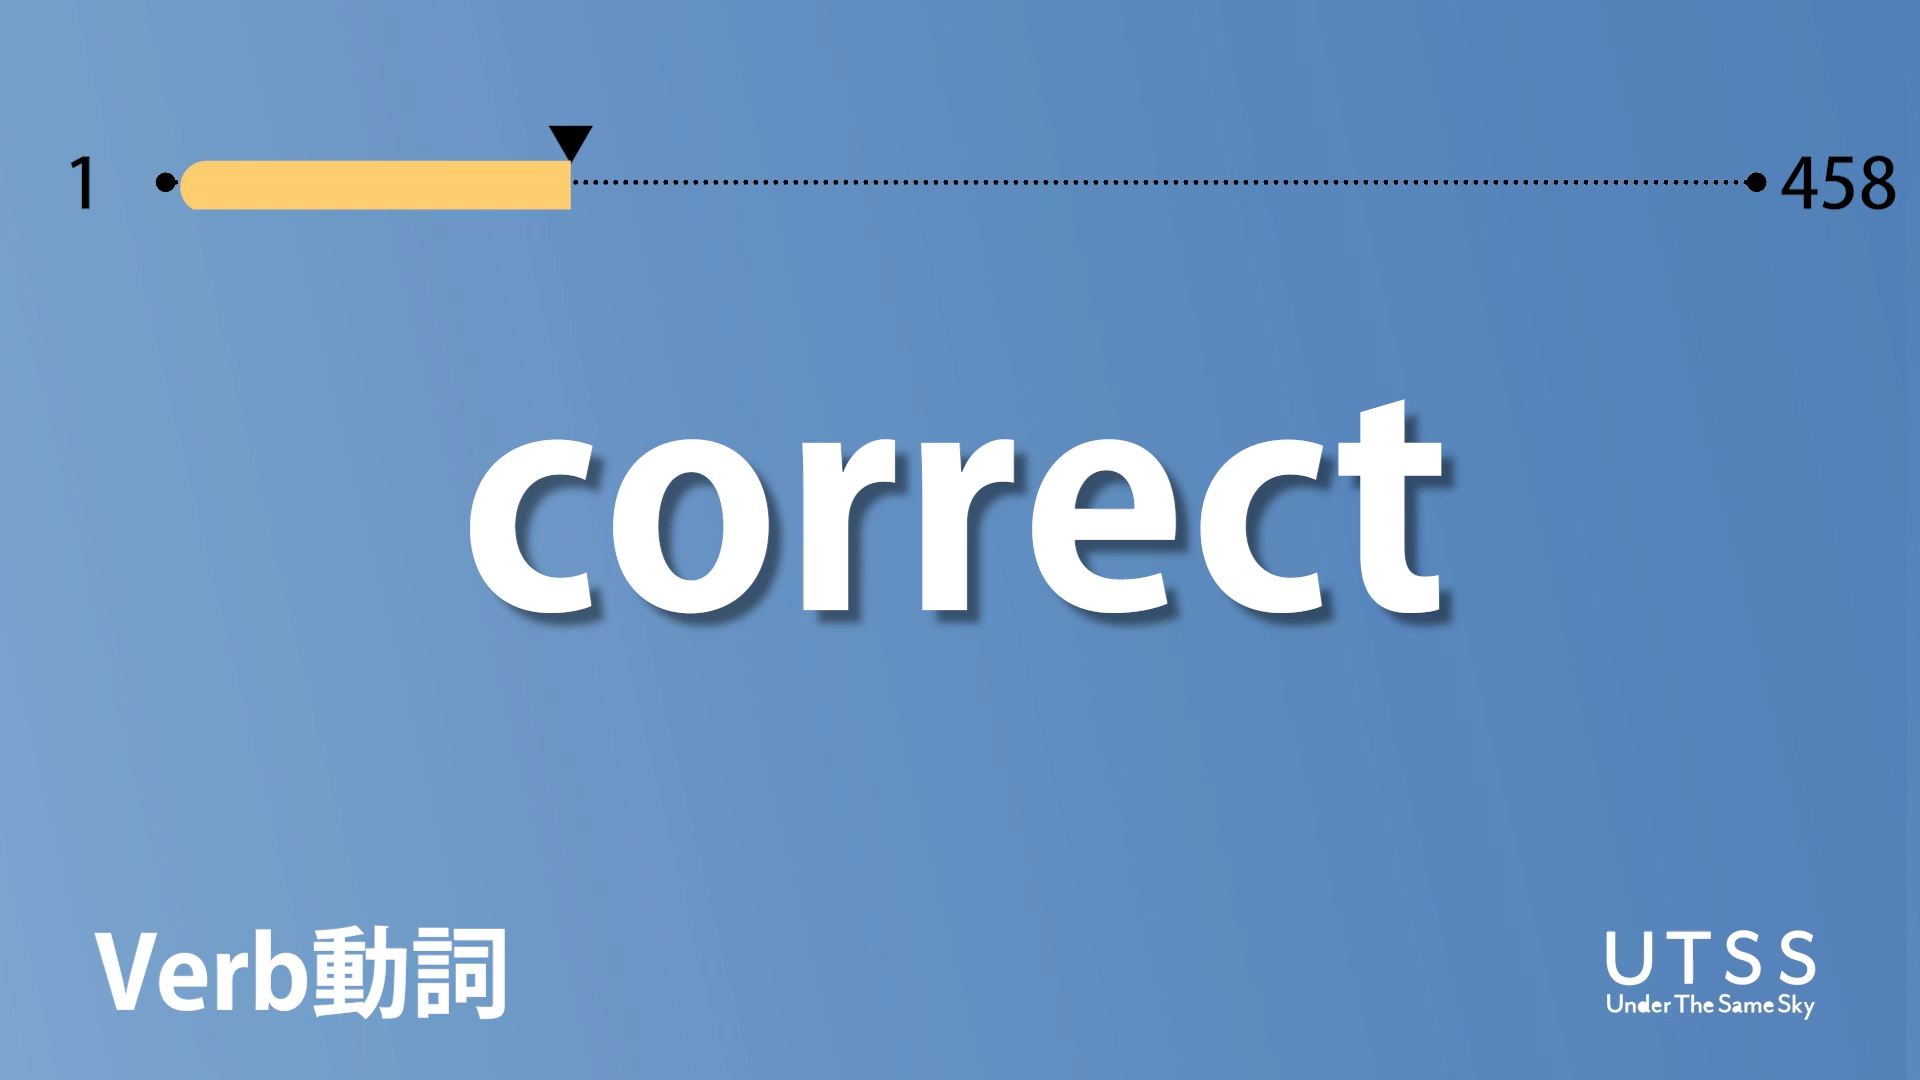 1
458
correct
Verb動詞
UTSS
Under The Same Sky